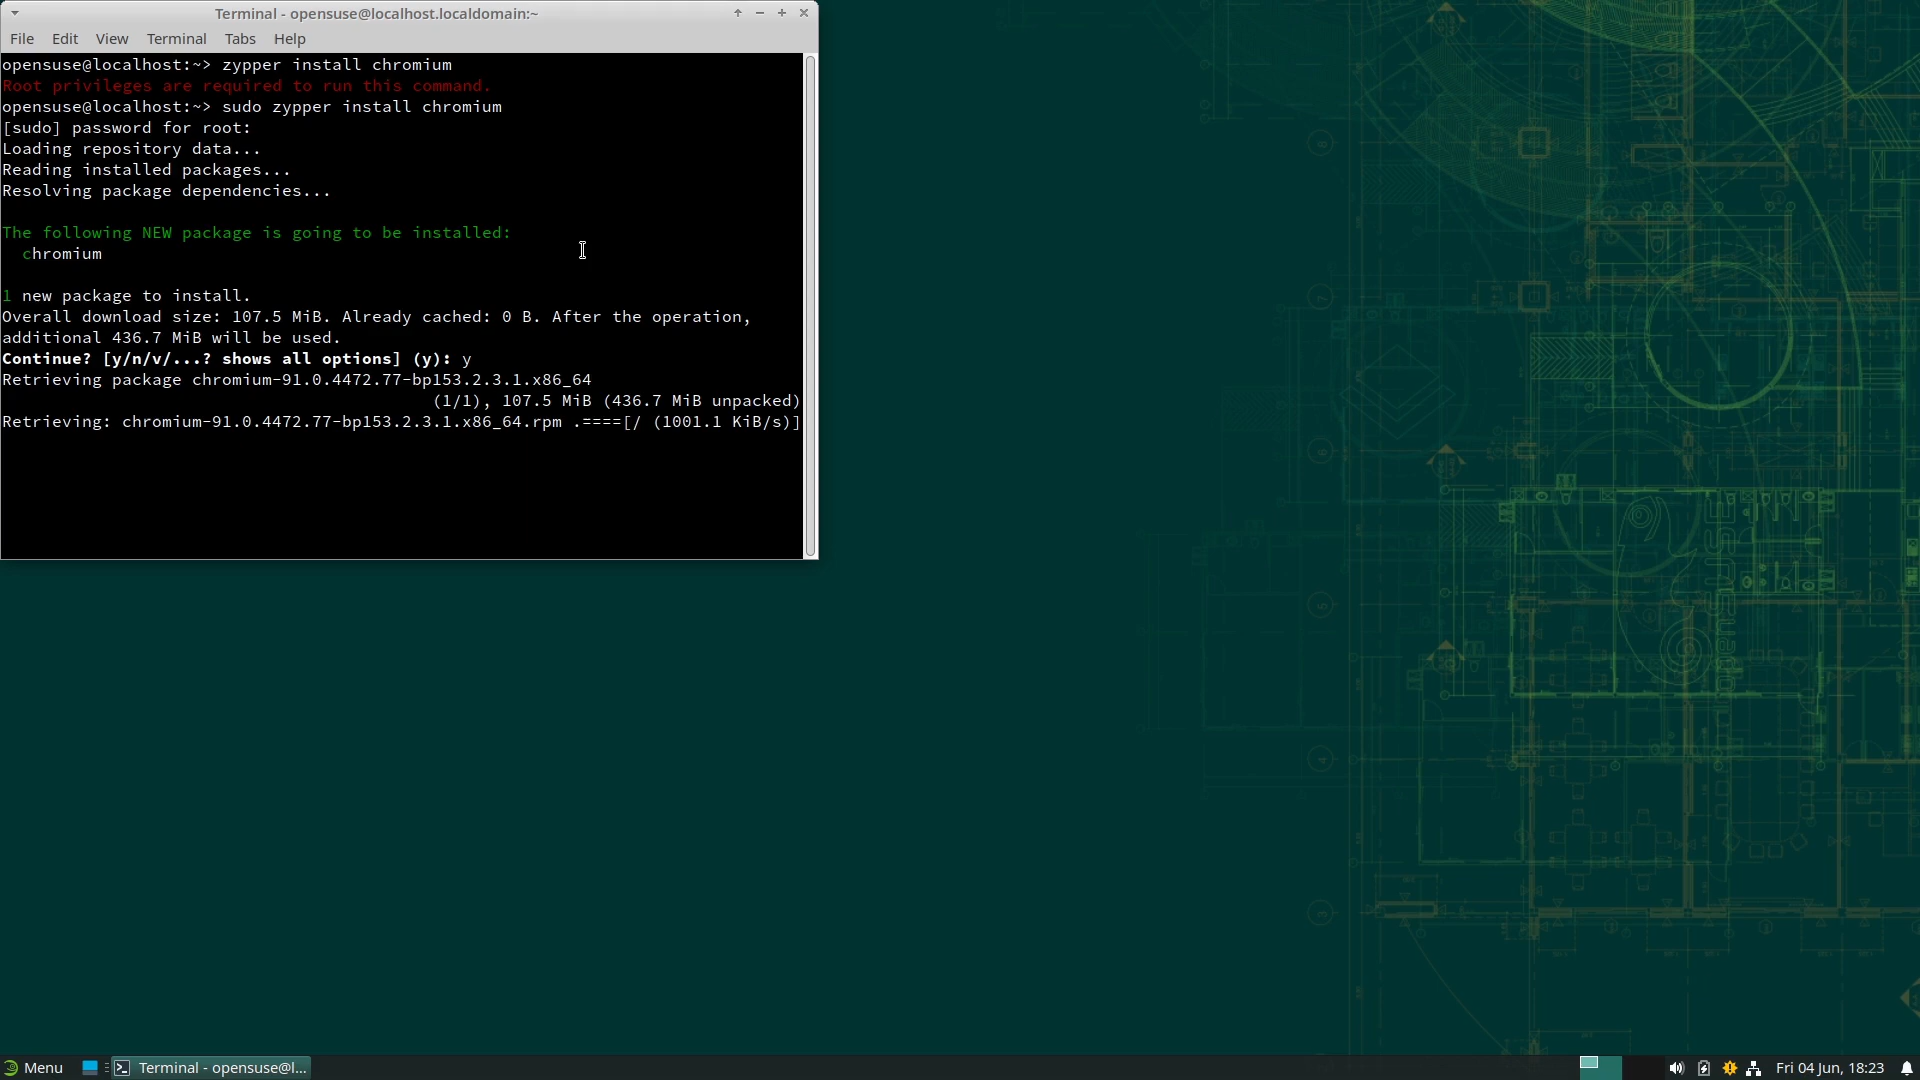 Terminal - opensuse@localhost.localdomain:~
File Edit View Terminal Tabs Help
opensuse@localhost:~> zypper install chromium
Root privileges are required to run this command.
opensuse@localhost:~> sudo zypper install chromium
[sudo] password for root:
Loading repository data...
Reading installed packages...
Resolving package dependencies...
The following NEW package is going to be installed:
chromium
1 new package to install.
Overall download size: 107.5 MiB. Already cached: 0 B. After the operation,
additional 436.7 MiB will be used.
Continue? [y/n/v/...? shows all options] (y): y
Retrieving package chromium-91.0.4472.77-bp153.2.3.1.x86_64
(1/1), 107.5 MiB (436.7 MiB unpacked)
Retrieving: chromium-91.0.4472.77-bp153.2.3.1.x86_64.rpm .====[/ (1001.1 KiB/s)]
8
7
6
5
4
3
Menu
Terminal - opensuse@l...
Fri 04 Jun, 18:23